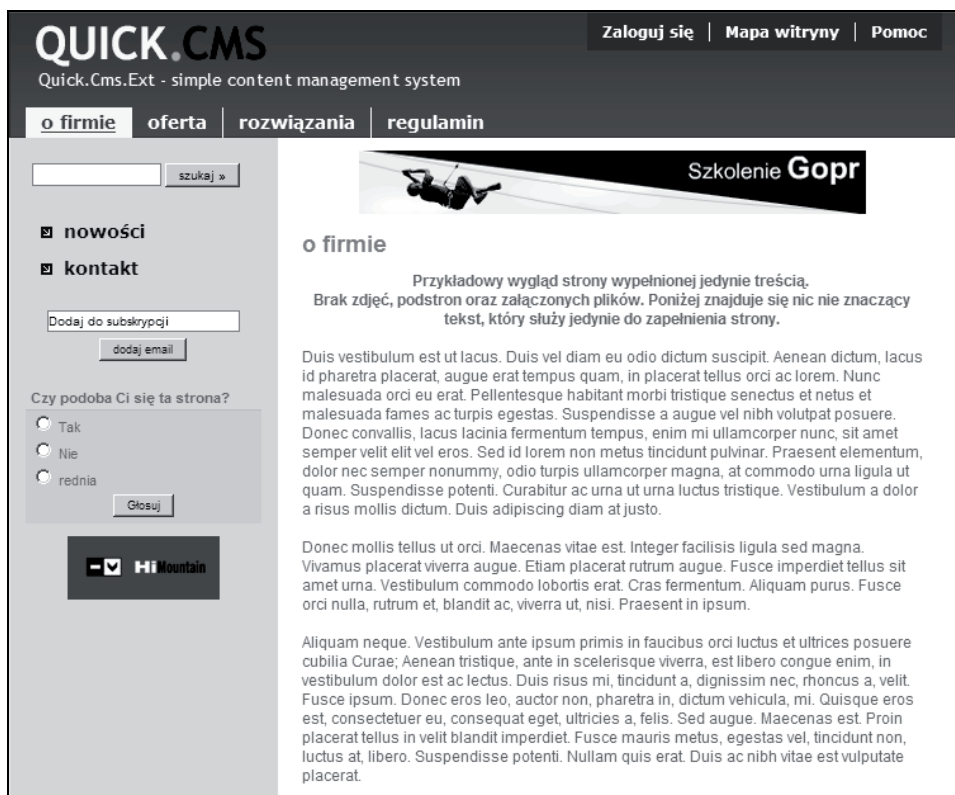 QUICK.CMS
Quick.Cms.Ext - simple content management system
Zaloguj się | Mapa witryny | Pomoc
o firmie | oferta | rozwiązania | regulamin
szukaj »
nowości
kontakt
Dodaj do subskrypcji
dodaj email
Czy podoba Ci się ta strona?
Tak
Nie
rednia
Głosuj
HiMountain
Szkolenie Gopr
o firmie
Przykładowy wygląd strony wypełnionej jedynie treścią.
Brak zdjęć, podstron oraz załączonych plików. Poniżej znajduje się nic nie znaczący
tekst, który służy jedynie do zapełnienia strony.
Duis vestibulum est ut lacus. Duis vel diam eu odio dictum suscipit. Aenean dictum, lacus
id pharetra placerat, augue erat tempus quam, in placerat tellus orci ac lorem. Nunc
malesuada orci eu erat. Pellentesque habitant morbi tristique senectus et netus et
malesuada fames ac turpis egestas. Suspendisse a augue vel nibh volutpat posuere.
Donec convallis, lacus lacinia fermentum tempus, enim mi ullamcorper nunc, sit amet
semper velit elit vel eros. Sed id lorem non metus tincidunt pulvinar. Praesent elementum,
dolor nec semper nonummy, odio turpis ullamcorper magna, at commodo urna ligula ut
quam. Suspendisse potenti. Curabitur ac urna ut urna luctus tristique. Vestibulum a dolor
a risus mollis dictum. Duis adipiscing diam at justo.
Donec mollis tellus ut orci. Maecenas vitae est. Integer facilisis ligula sed magna.
Vivamus placerat viverra augue. Etiam placerat rutrum augue. Fusce imperdiet tellus sit
amet urna. Vestibulum commodo lobortis erat. Cras fermentum. Aliquam purus. Fusce
orci nulla, rutrum et, blandit ac, viverra ut, nisi. Praesent in ipsum.
Aliquam neque. Vestibulum ante ipsum primis in faucibus orci luctus et ultrices posuere
cubilia Curae; Aenean tristique, ante in scelerisque viverra, est libero congue enim, in
vestibulum dolor est ac lectus. Duis risus mi, tincidunt a, dignissim nec, rhoncus a, velit.
Fusce ipsum. Donec eros leo, auctor non, pharetra in, dictum vehicula, mi. Quisque eros
est, consectetuer eu, consequat eget, ultricies a, felis. Sed augue. Maecenas est. Proin
placerat tellus in velit blandit imperdiet. Fusce mauris metus, egestas vel, tincidunt non,
luctus at, libero. Suspendisse potenti. Nullam quis erat. Duis ac nibh vitae est vulputate
placerat.